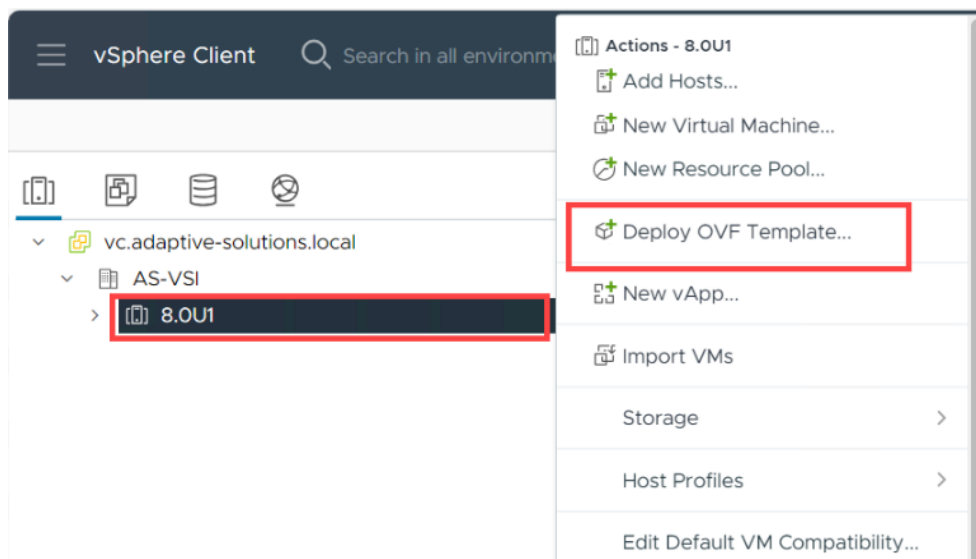 vSphere Client
Search in all environm
vc.adaptive-solutions.local
AS-VSI
8.0U1
Actions - 8.0U1
Add Hosts...
New Virtual Machine...
New Resource Pool...
Deploy OVF Template...
New vApp...
Import VMs
Storage
Host Profiles
Edit Default VM Compatibility...